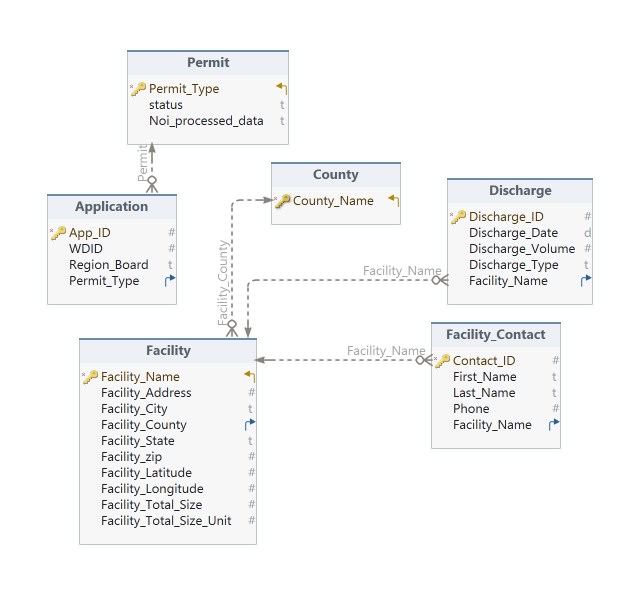 Permit
Permit_Type
status t
Noi_processed_data t
Permit
County
County_Name
Application
App_ID #
WDID #
Region_Board t
Permit_Type
Discharge
Discharge_ID #
Discharge_Date d
Discharge_Volume #
Discharge_Type t
Facility_Name
Facility_County
Facility_Name
Facility_Name
Facility
Facility_Name
Facility_Address #
Facility_City t
Facility_County
Facility_State t
Facility_zip #
Facility_Latitude #
Facility_Longitude #
Facility_Total_Size #
Facility_Total_Size_Unit #
Facility_Contact
Contact_ID #
First_Name t
Last_Name t
Phone #
Facility_Name